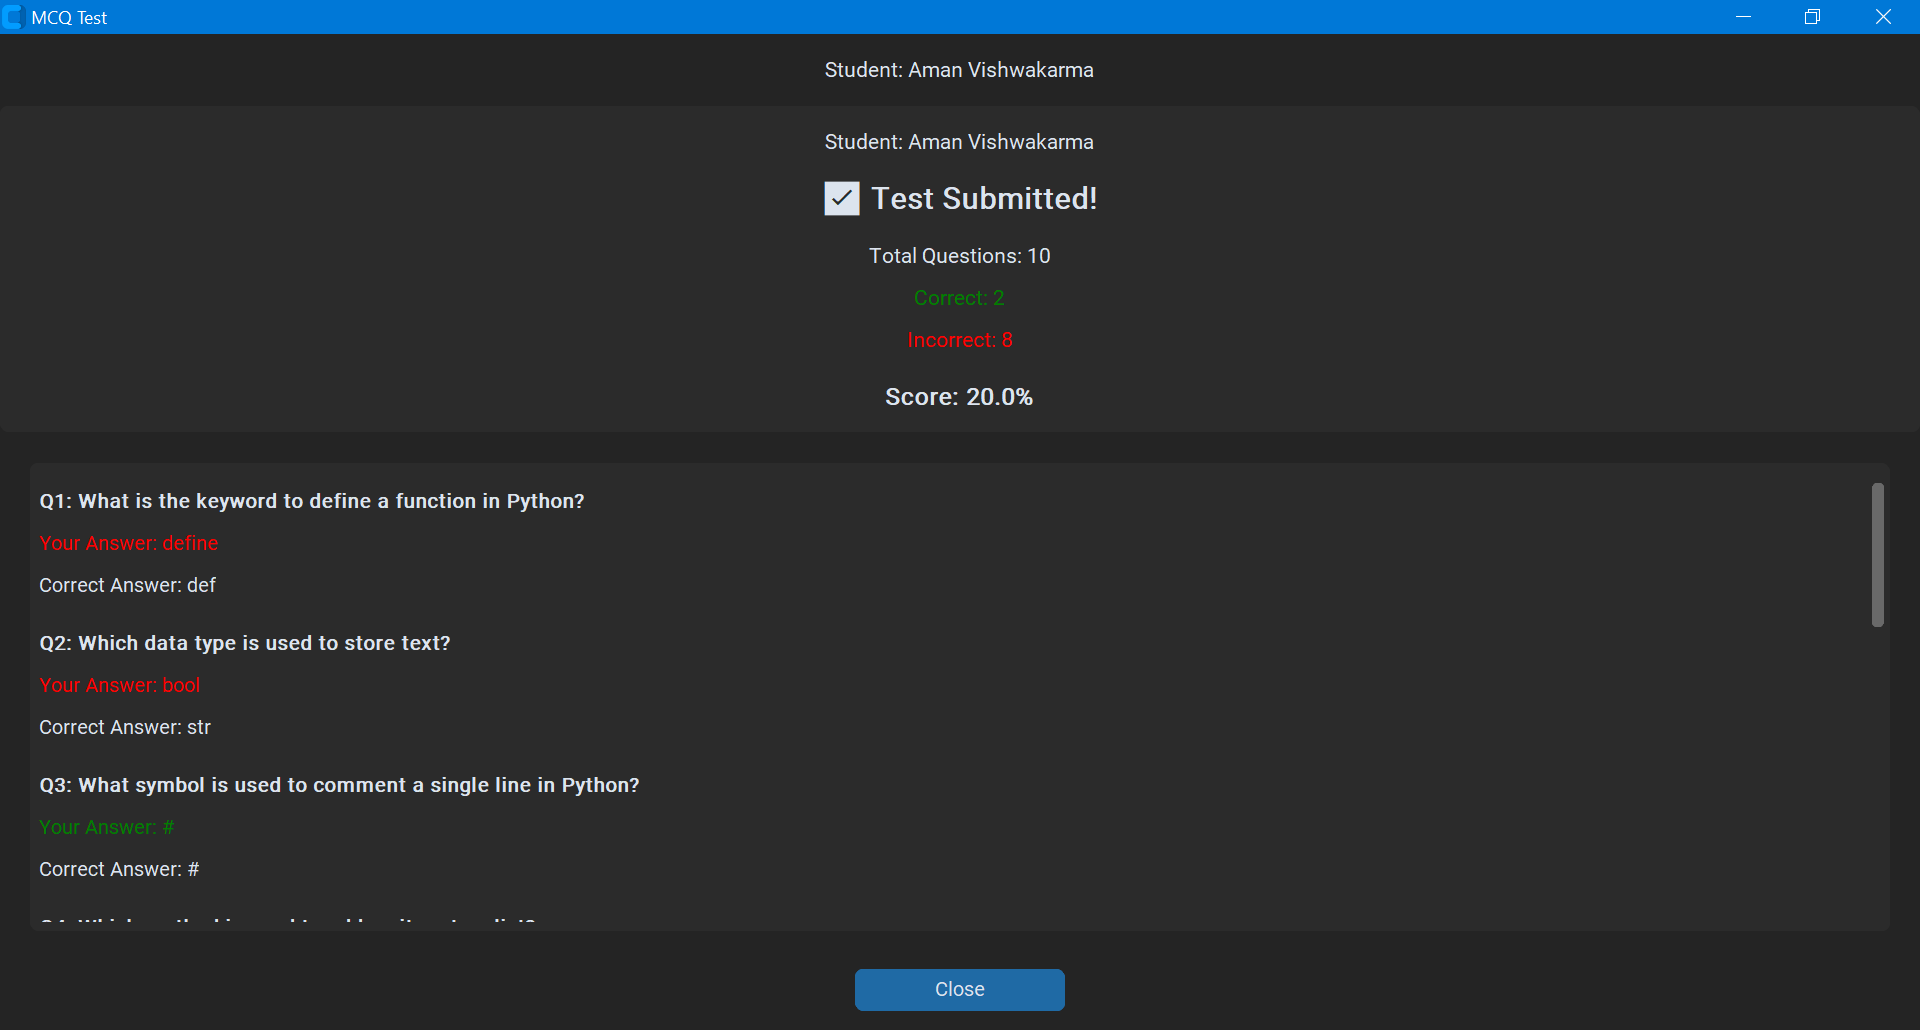 MCQ Test
Student: Aman Vishwakarma
Student: Aman Vishwakarma
Test Submitted!
Total Questions: 10
Correct: 2
Incorrect: 8
Score: 20.0%
Q1: What is the keyword to define a function in Python?
Your Answer: define
Correct Answer: def
Q2: Which data type is used to store text?
Your Answer: bool
Correct Answer: str
Q3: What symbol is used to comment a single line in Python?
Your Answer: #
Correct Answer: #
Close